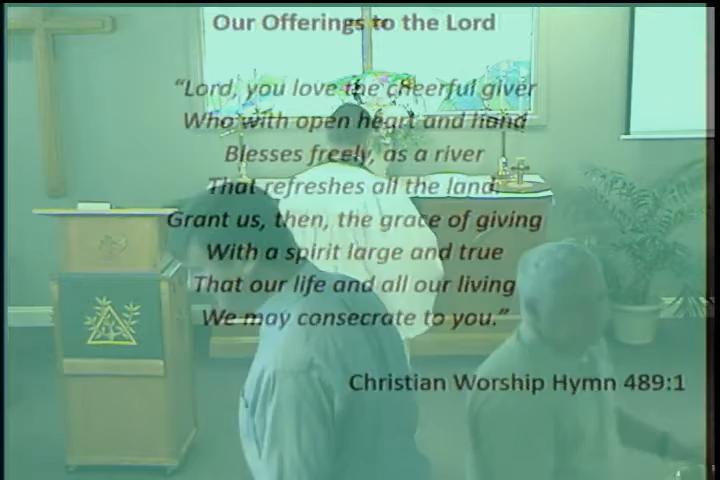 Our Offerings to the Lord
“Lord, you love the cheerful giver
Who with open heart and hand
Blesses freely, as a river
That refreshes all the land.
Grant us, then, the grace of giving
With a spirit large and true
That our life and all our living
We may consecrate to you.”
Christian Worship Hymn 489:1